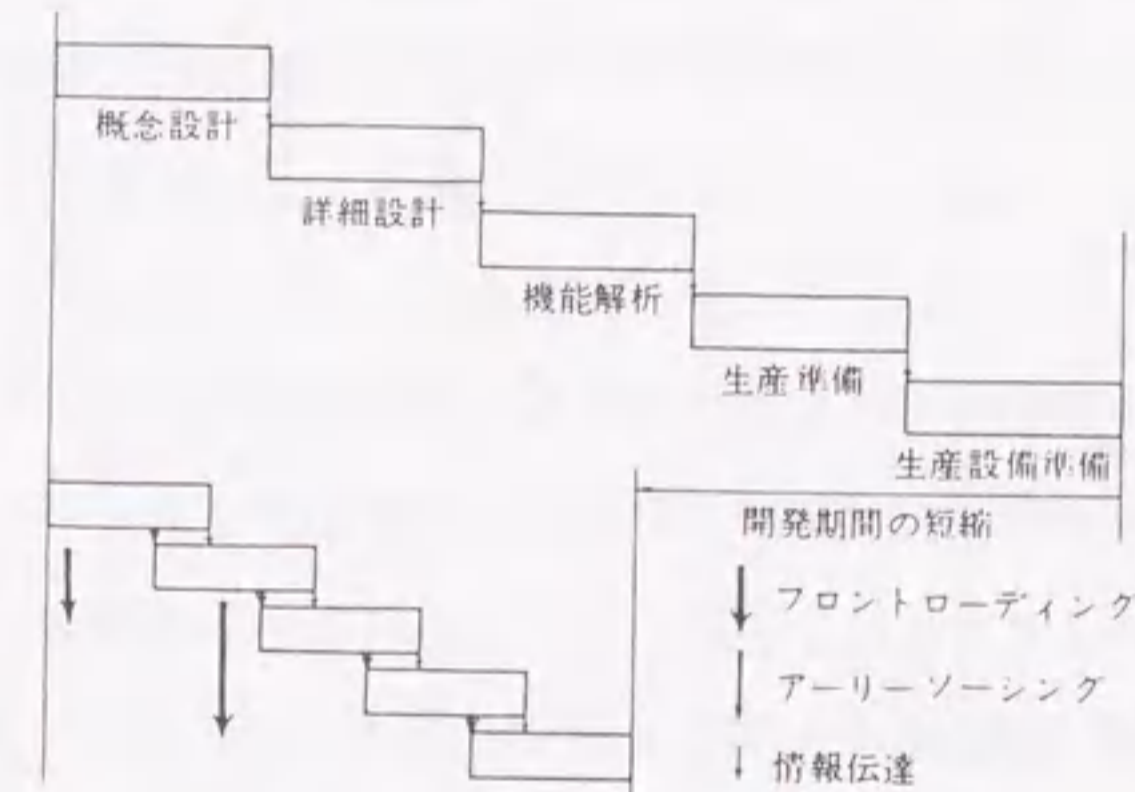 概念設計
詳細設計
機能解析
生産準備
生産設備準備
開発期間の短縮
フロントローディング
アーリーソーシング
情報伝達